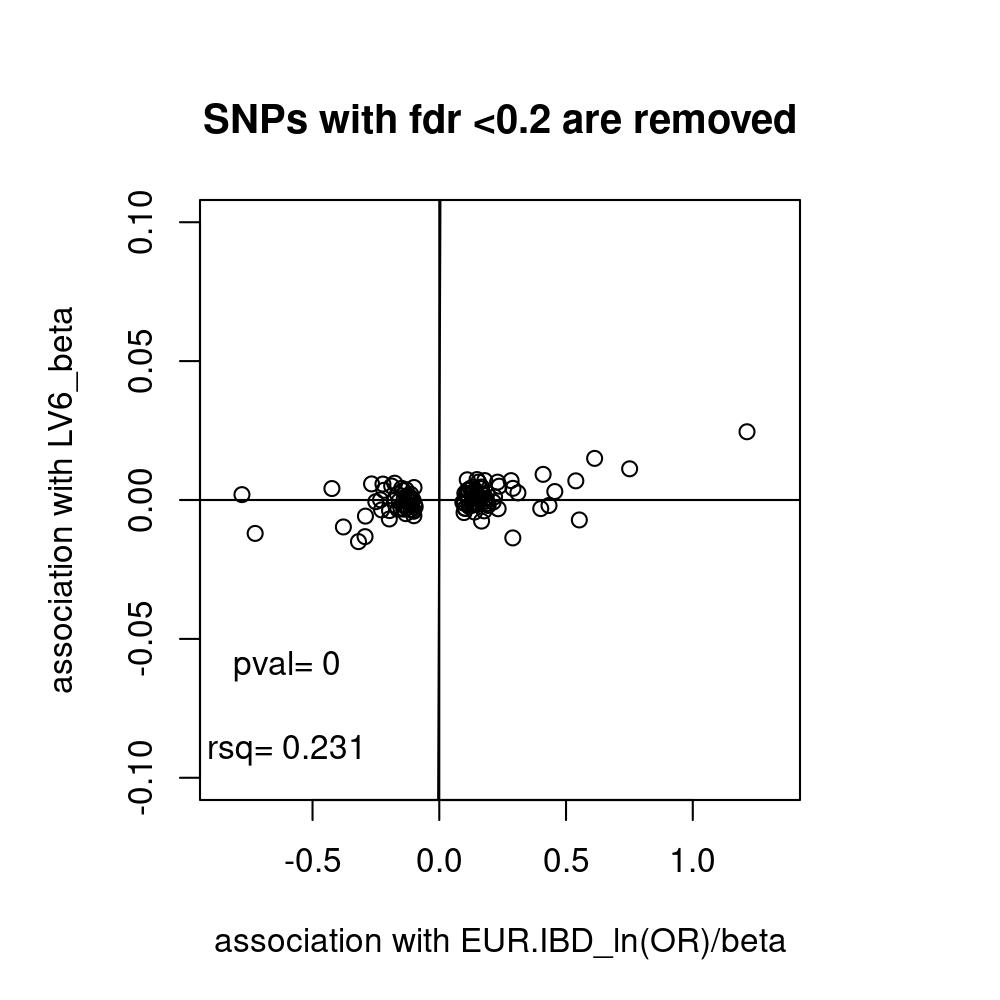 SNPs with fdr <0.2 are removed
association with LV6_beta
0.10
0.05
0.00
-0.05
-0.10
pval= 0
rsq= 0.231
-0.5
0.0
0.5
1.0
association with EUR.IBD_ln(OR)/beta